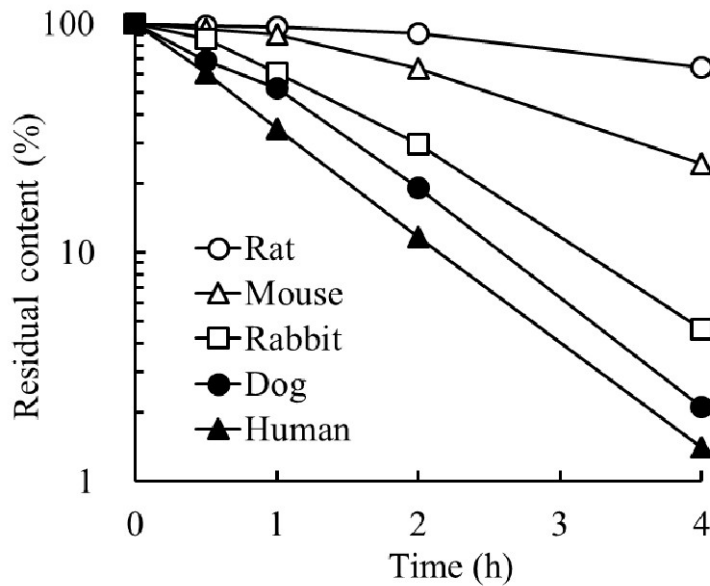 Residual content (%)
100
10
1
Rat
Mouse
Rabbit
Dog
Human
0 1 2 3 4
Time (h)